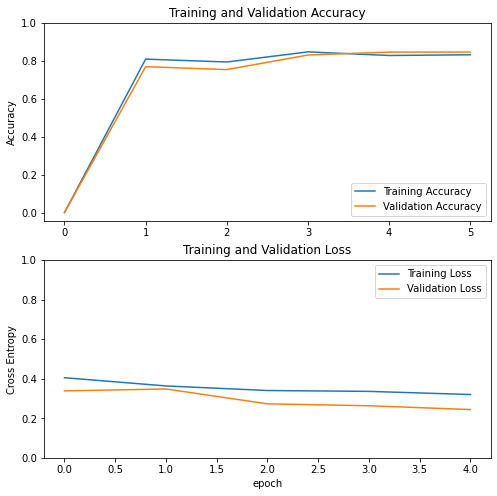 Training and Validation Accuracy
1.0
0.8
0.6
0.4
0.2
0.0
Accuracy
Training Accuracy
Validation Accuracy
0 1 2 3 4 5
Training and Validation Loss
1.0
0.8
0.6
0.4
0.2
0.0
Cross Entropy
Training Loss
Validation Loss
0.0 0.5 1.0 1.5 2.0 2.5 3.0 3.5 4.0
epoch